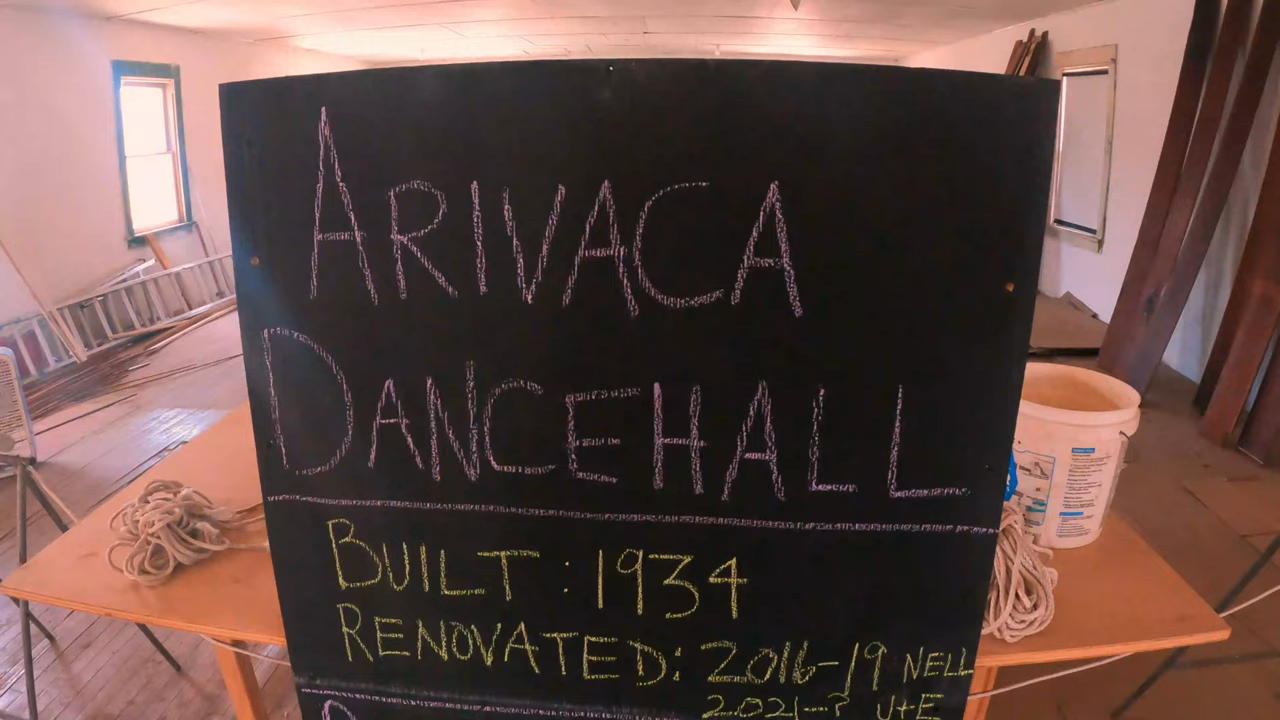 ARIVACA
DANCEHALL
BUILT: 1934
RENOVATED: 2016-19 NELL
2021-? U+E